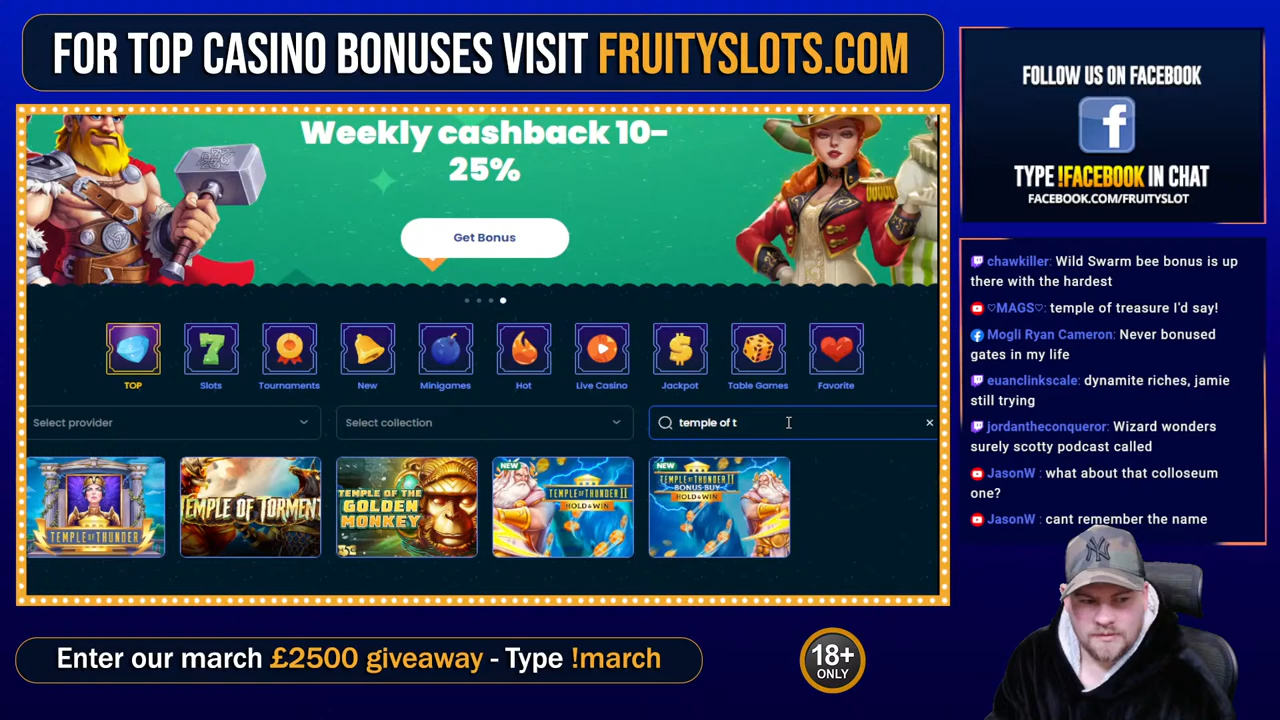 FOR TOP CASINO BONUSES VISIT FRUITYSLOTS.COM
Weekly cashback 10-
25%
Get Bonus
TOP
Slots
Tournaments
New
Minigames
Hot
Live Casino
Jackpot
Table Games
Favorite
Select provider
Select collection
temple of t
TEMPLE OF THUNDER
TEMPLE OF TORMENT
TEMPLE OF THE
GOLDEN
MONKEY
NEW
TEMPLE OF THUNDER II
HOLD & WIN
NEW
TEMPLE OF THUNDER II
BONUS BUY
HOLD & WIN
Enter our march £2500 giveaway - Type !march
18+
ONLY
FOLLOW US ON FACEBOOK
f
TYPE !FACEBOOK IN CHAT
FACEBOOK.COM/FRUITYSLOT
chawkiller: Wild Swarm bee bonus is up
there with the hardest
♡MAGS♡: temple of treasure I'd say!
Mogli Ryan Cameron: Never bonused
gates in my life
euanclinkscale: dynamite riches, jamie
still trying
jordantheconqueror: Wizard wonders
surely scotty podcast called
JasonW : what about that colloseum
one?
JasonW : cant remember the name